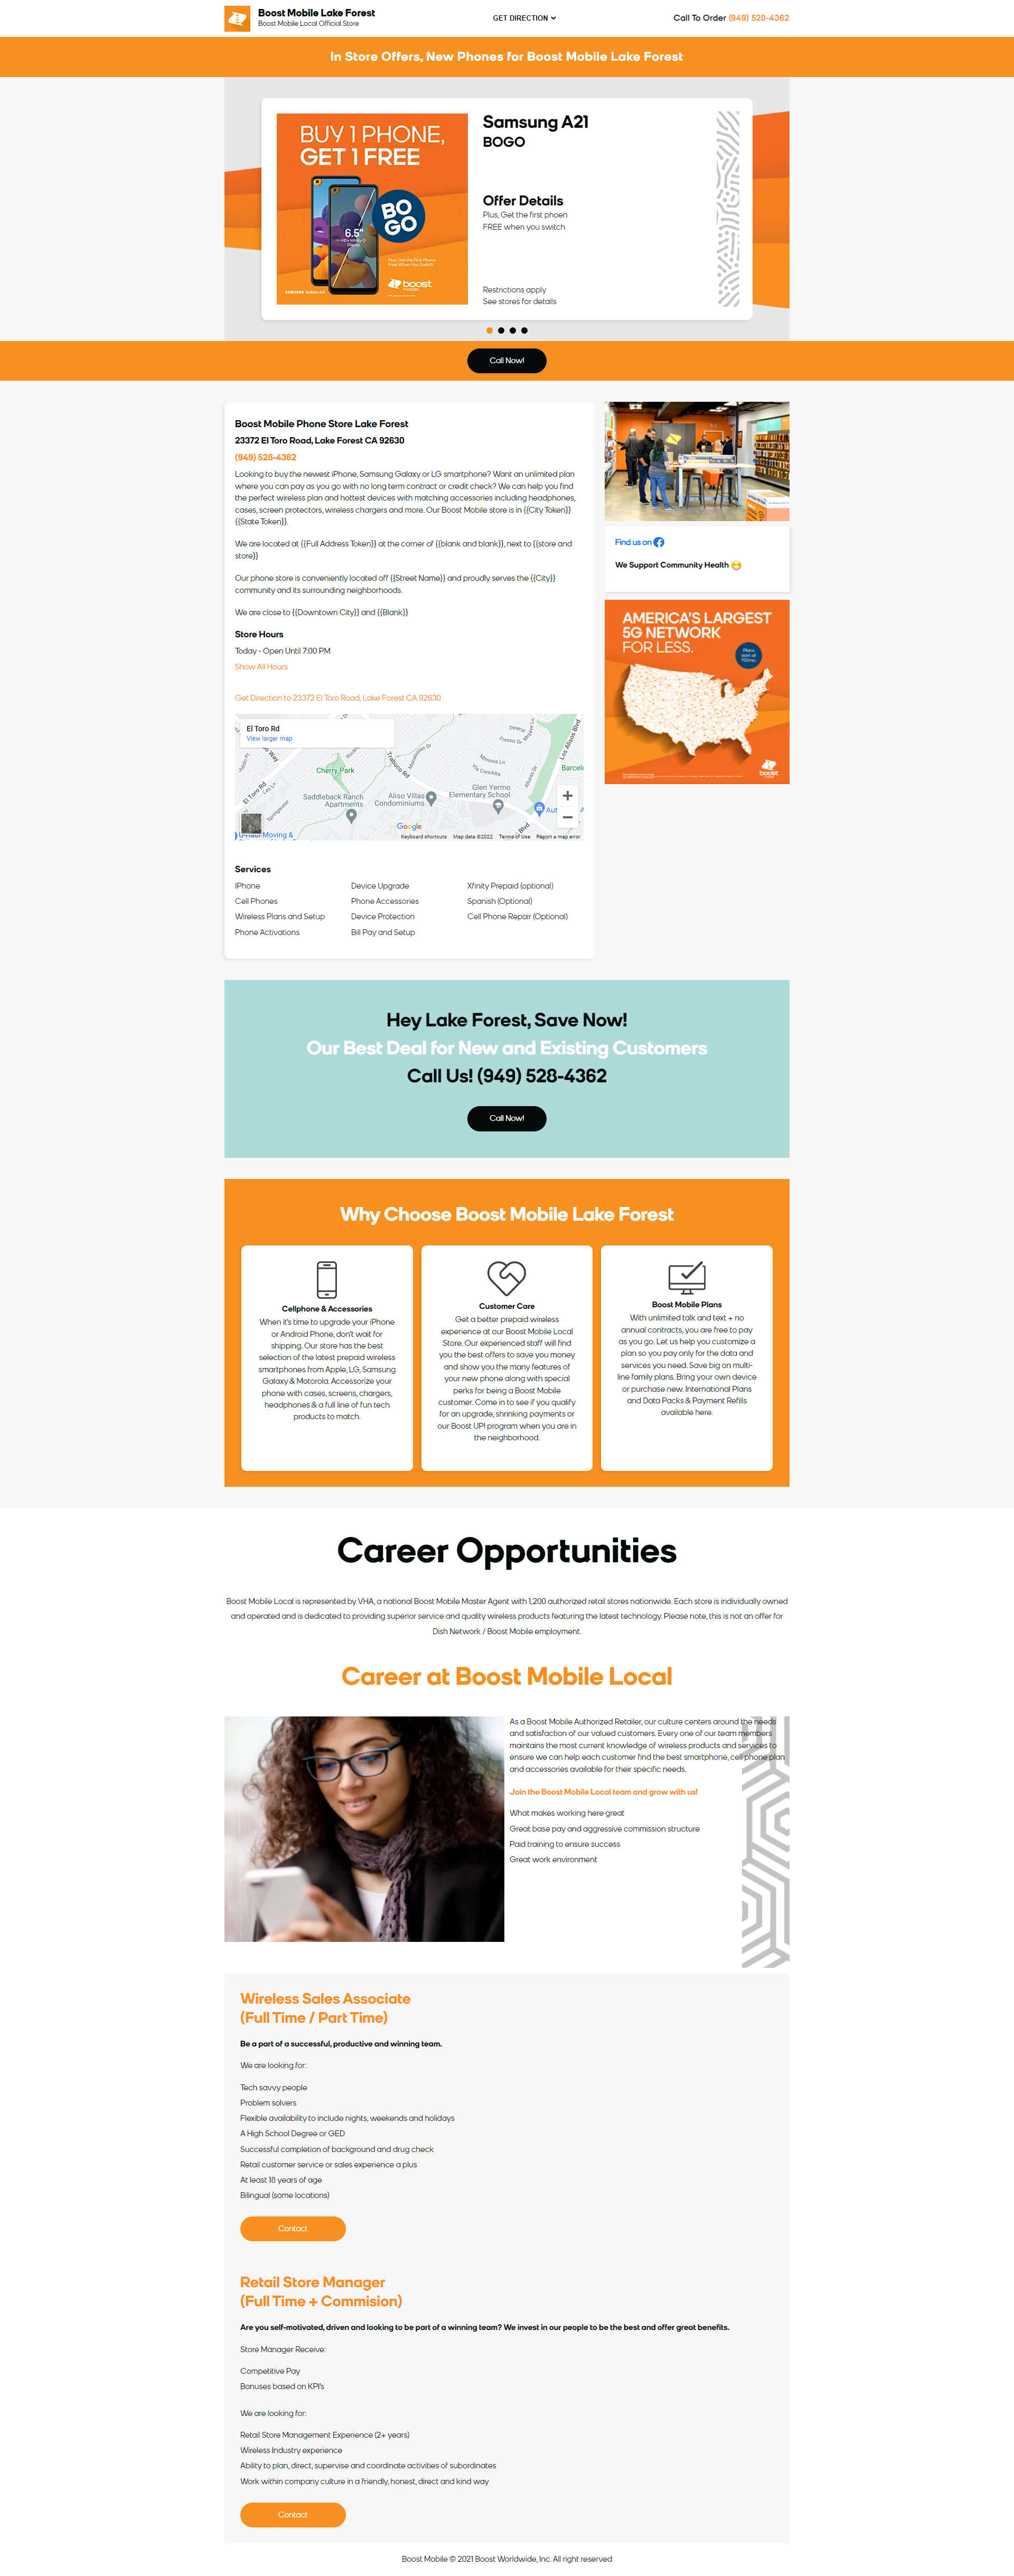 Boost Mobile Lake Forest
Boost Mobile Local Official Store
GET DIRECTION
Call To Order (949) 528-4362
In Store Offers, New Phones for Boost Mobile Lake Forest
BUY 1 PHONE,
GET 1 FREE
BO
GO
6.5"
Plus, Get the First Phone
Free When You Switch.
boost
mobile
Samsung A21
BOGO
Offer Details
Plus, Get the first phoen
FREE when you switch
Restrictions apply
See stores for details
Call Now!
Boost Mobile Phone Store Lake Forest
23372 El Toro Road, Lake Forest CA 92630
(949) 528-4362
Looking to buy the newest iPhone, Samsung Galaxy or LG smartphone? Want an unlimited plan
where you can pay as you go with no long term contract or credit check? We can help you find
the perfect wireless plan and hottest devices with matching accessories including headphones,
cases, screen protectors, wireless chargers and more. Our Boost Mobile store is in {{City Token}}
{{State Token}}.
We are located at {{Full Address Token}} at the corner of {{blank and blank}}, next to {{store and
store}}
Our phone store is conveniently located off {{Street Name}} and proudly serves the {{City}}
community and its surrounding neighborhoods.
We are close to {{Downtown City}} and {{Blank}}
Store Hours
Today - Open Until 7:00 PM
Show All Hours
Get Direction to 23372 El Toro Road, Lake Forest CA 92630
El Toro Rd
View larger map
Cherry Park
Trabuco Rd
Fresno Dr
Mimosa Ln
Via Conchita
Los Alisos Blvd
Barcelo
El Toro Rd
Springwater
Saddleback Ranch
Apartments
Aliso Villas
Condominiums
Glen Yermo
Elementary School
U-Haul Moving &
Google
Keyboard shortcuts
Map data ©2022
Terms of Use
Report a map error
Find us on
We Support Community Health
AMERICA'S LARGEST
5G NETWORK
FOR LESS.
boost
mobile
Services
IPhone
Device Upgrade
Xfinity Prepaid (optional)
Cell Phones
Phone Accessories
Spanish (Optional)
Wireless Plans and Setup
Device Protection
Cell Phone Repair (Optional)
Phone Activations
Bill Pay and Setup
Hey Lake Forest, Save Now!
Our Best Deal for New and Existing Customers
Call Us! (949) 528-4362
Call Now!
Why Choose Boost Mobile Lake Forest
Cellphone & Accessories
When it's time to upgrade your iPhone
or Android Phone, don't wait for
shipping. Our store has the best
selection of the latest prepaid wireless
smartphones from Apple, LG, Samsung
Galaxy & Motorola. Accessorize your
phone with cases, screens, chargers,
headphones & a full line of fun tech
products to match.
Customer Care
Get a better prepaid wireless
experience at our Boost Mobile Local
Store. Our experienced staff will find
you the best offers to save you money
and show you the many features of
your new phone along with special
perks for being a Boost Mobile
customer. Come in to see if you qualify
for an upgrade, shrinking payments or
our Boost UP! program when you are in
the neighborhood.
Boost Mobile Plans
With unlimited talk and text + no
annual contracts, you are free to pay
as you go. Let us help you customize a
plan so you pay only for the data and
services you need. Save big on multi-
line family plans. Bring your own device
or purchase new. International Plans
and Data Packs & Payment Refills
available here.
Career Opportunities
Boost Mobile Local is represented by VHA, a national Boost Mobile Master Agent with 1,200 authorized retail stores nationwide. Each store is individually owned
and operated and is dedicated to providing superior service and quality wireless products featuring the latest technology. Please note, this is not an offer for
Dish Network / Boost Mobile employment.
Career at Boost Mobile Local
As a Boost Mobile Authorized Retailer, our culture centers around the needs
and satisfaction of our valued customers. Every one of our team members
maintains the most current knowledge of wireless products and services to
ensure we can help each customer find the best smartphone, cell phone plan
and accessories available for their specific needs.
Join the Boost Mobile Local team and grow with us!
What makes working here great
Great base pay and aggressive commission structure
Paid training to ensure success
Great work environment
Wireless Sales Associate
(Full Time / Part Time)
Be a part of a successful, productive and winning team.
We are looking for:
Tech savvy people
Problem solvers
Flexible availability to include nights, weekends and holidays
A High School Degree or GED
Successful completion of background and drug check
Retail customer service or sales experience a plus
At least 18 years of age
Bilingual (some locations)
Contact
Retail Store Manager
(Full Time + Commision)
Are you self-motivated, driven and looking to be part of a winning team? We invest in our people to be the best and offer great benefits.
Store Manager Receive:
Competitive Pay
Bonuses based on KPI's
We are looking for:
Retail Store Management Experience (2+ years)
Wireless Industry experience
Ability to plan, direct, supervise and coordinate activities of subordinates
Work within company culture in a friendly, honest, direct and kind way
Contact
Boost Mobile © 2021 Boost Worldwide, Inc. All right reserved